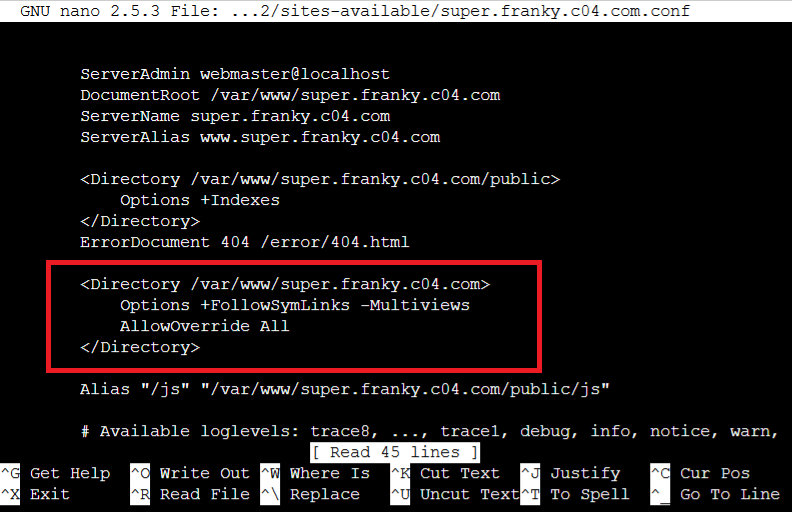 GNU nano 2.5.3 File: ...2/sites-available/super.franky.c04.com.conf
ServerAdmin webmaster@localhost
DocumentRoot /var/www/super.franky.c04.com
ServerName super.franky.c04.com
ServerAlias www.super.franky.c04.com
<Directory /var/www/super.franky.c04.com/public>
Options +Indexes
</Directory>
ErrorDocument 404 /error/404.html
<Directory /var/www/super.franky.c04.com>
Options +FollowSymLinks -Multiviews
AllowOverride All
</Directory>
Alias "/js" "/var/www/super.franky.c04.com/public/js"
# Available loglevels: trace8, ..., trace1, debug, info, notice, warn,
[ Read 45 lines ]
^G Get Help ^O Write Out ^W Where Is ^K Cut Text ^J Justify ^C Cur Pos
^X Exit ^R Read File ^\ Replace ^U Uncut Text ^T To Spell ^_ Go To Line